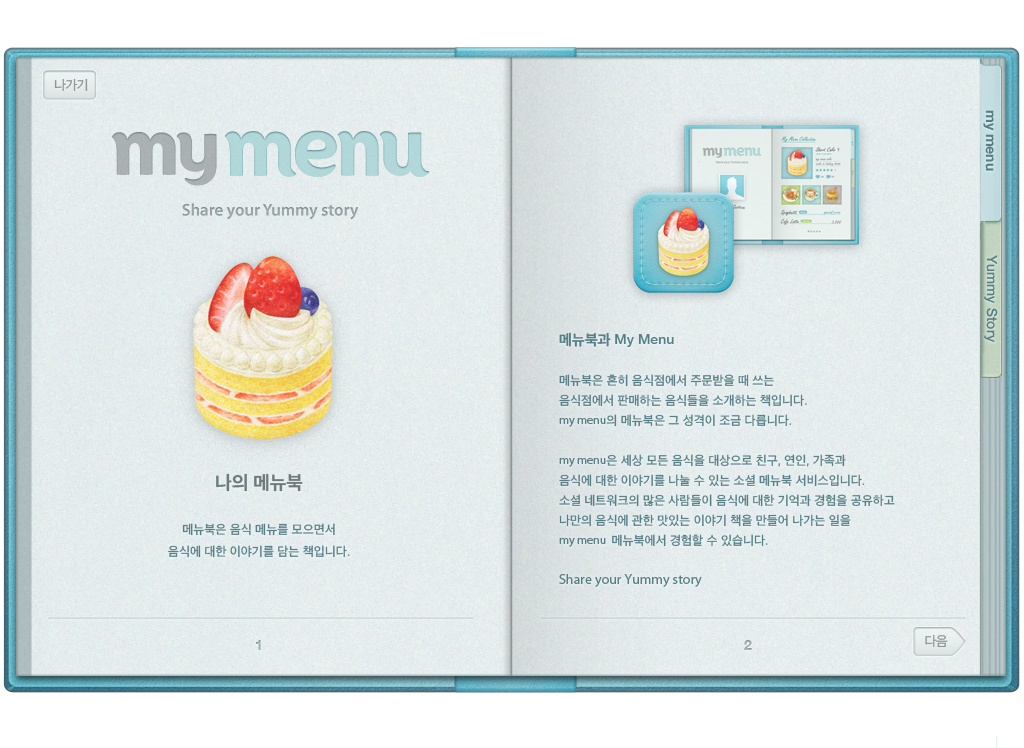 나가기
my menu
Share your Yummy story
나의 메뉴북
메뉴북은 음식 메뉴를 모으면서
음식에 대한 이야기를 담는 책입니다.
1
my menu
My Menu Collection
Short Cake
메뉴북과 My Menu
메뉴북은 흔히 음식점에서 주문받을 때 쓰는
음식점에서 판매하는 음식들을 소개하는 책입니다.
my menu의 메뉴북은 그 성격이 조금 다릅니다.
my menu은 세상 모든 음식을 대상으로 친구, 연인, 가족과
음식에 대한 이야기를 나눌 수 있는 소셜 메뉴북 서비스입니다.
소셜 네트워크의 많은 사람들이 음식에 대한 기억과 경험을 공유하고
나만의 음식에 관한 맛있는 이야기 책을 만들어 나가는 일을
my menu 메뉴북에서 경험할 수 있습니다.
Share your Yummy story
2
다음
my menu
Yummy Story